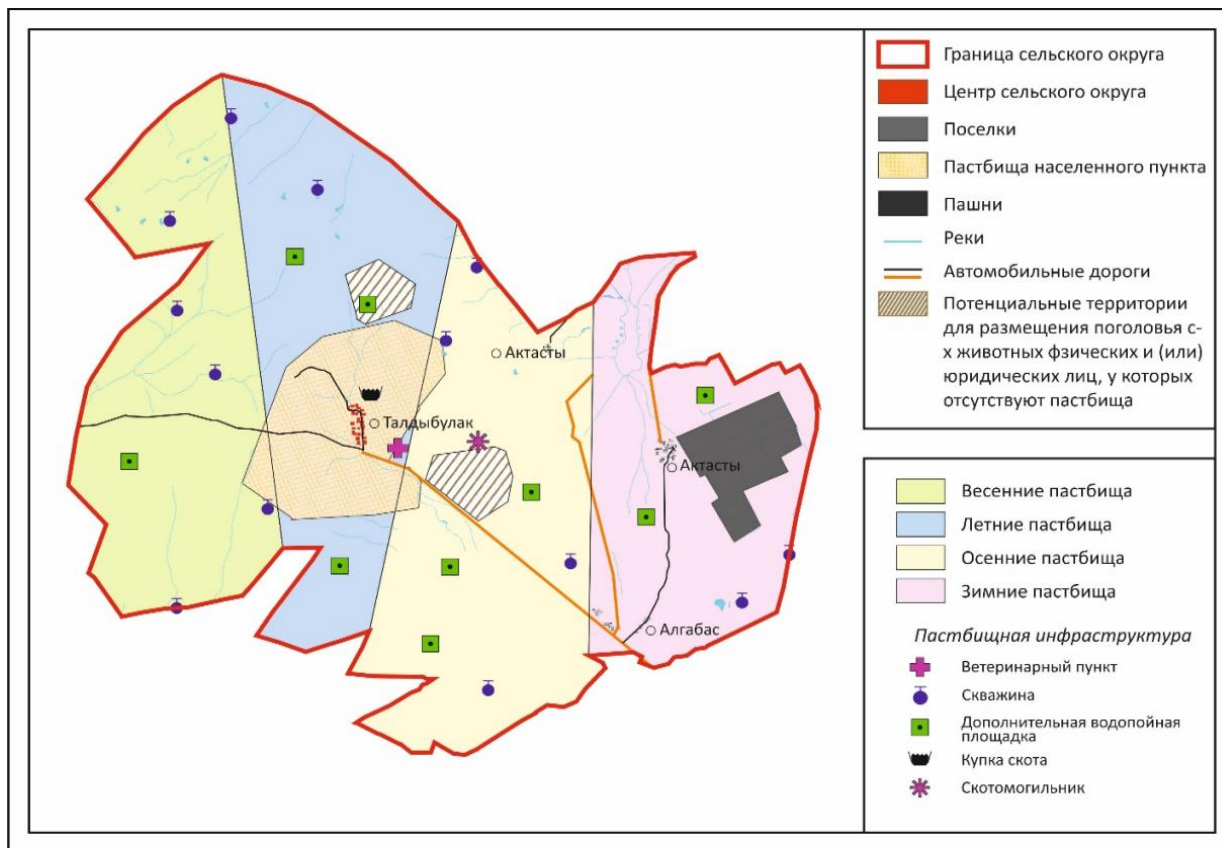 Актасты
Талдыбулак
Актасты
Алгабас
Граница сельского округа
Центр сельского округа
Поселки
Пастбища населенного пункта
Пашни
Реки
Автомобильные дороги
Потенциальные территории
для размещения поголовья с-
х животных фзических и (или)
юридических лиц, у которых
отсутствуют пастбища
Весенние пастбища
Летние пастбища
Осенние пастбища
Зимние пастбища
Пастбищная инфраструктура
Ветеринарный пункт
Скважина
Дополнительная водопойная
площадка
Купка скота
Скотомогильник